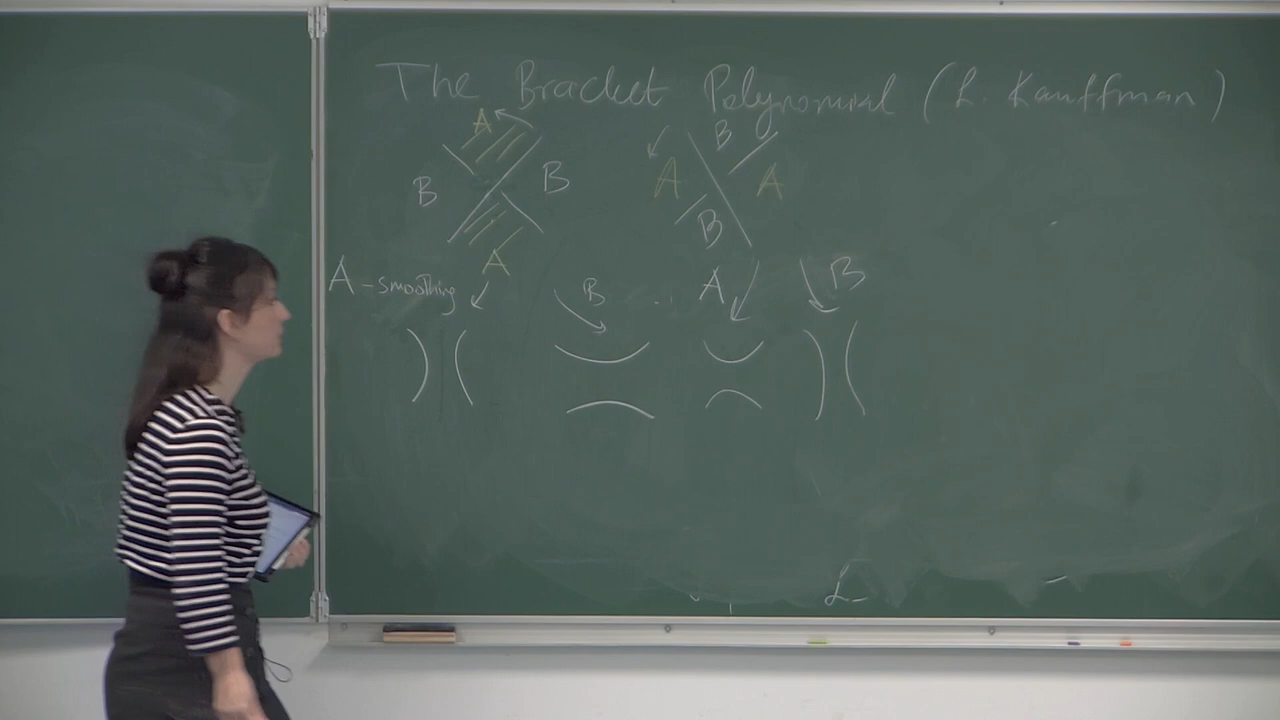 The Bracket Polynomial (L. Kauffman)
A B
B B A A
B
A
A-smoothing B A B
L